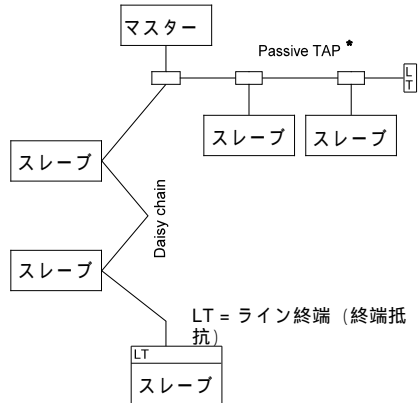 マスター
Passive TAP *
LT
スレーブ
スレーブ
スレーブ
Daisy chain
スレーブ
LT = ライン終端（終端抵
抗）
LT
スレーブ